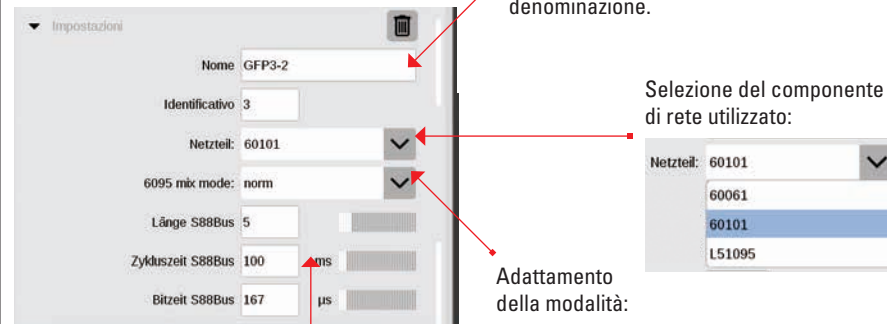 denominazione.
Impostazioni
Nome GFP3-2
Identificativo 3
Netzteil: 60101
6095 mix mode: norm
Länge S88Bus 5
Zykluszeit S88Bus 100 ms
Bitzeit S88Bus 167 µs
Selezione del componente
di rete utilizzato:
Netzteil: 60101
60061
60101
L51095
Adattamento
della modalità: